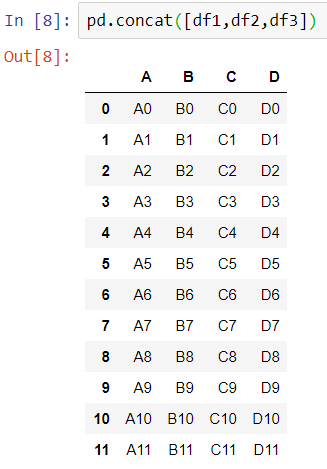 In [8]: pd.concat([df1,df2,df3])
Out[8]:
A B C D
0 A0 B0 C0 D0
1 A1 B1 C1 D1
2 A2 B2 C2 D2
3 A3 B3 C3 D3
4 A4 B4 C4 D4
5 A5 B5 C5 D5
6 A6 B6 C6 D6
7 A7 B7 C7 D7
8 A8 B8 C8 D8
9 A9 B9 C9 D9
10 A10 B10 C10 D10
11 A11 B11 C11 D11